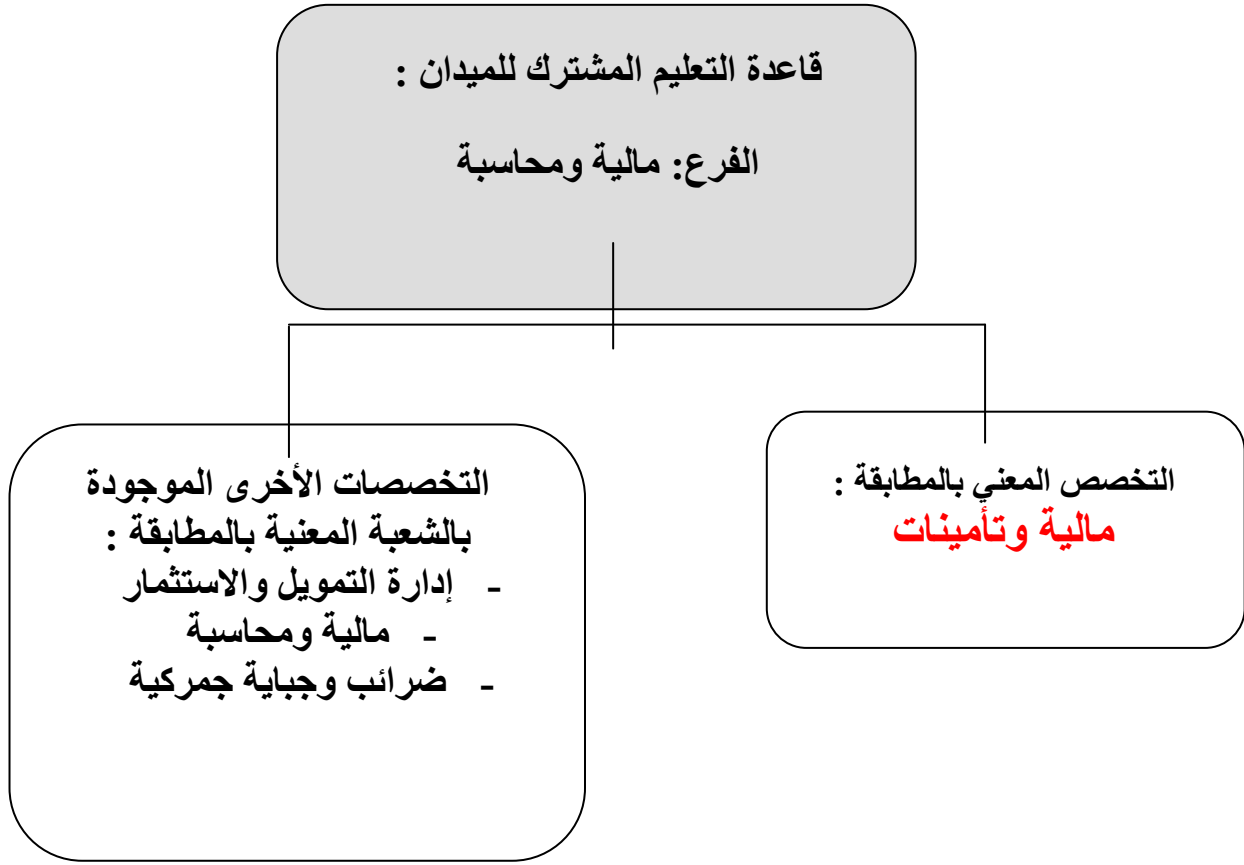 قاعدة التعليم المشترك للميدان :
الفرع: مالية ومحاسبة
التخصص المعني بالمطابقة :
مالية وتأمينات
التخصصات الأخرى الموجودة
بالشعبة المعنية بالمطابقة :
- إدارة التمويل والاستثمار
- مالية ومحاسبة
- ضرائب وجباية جمركية